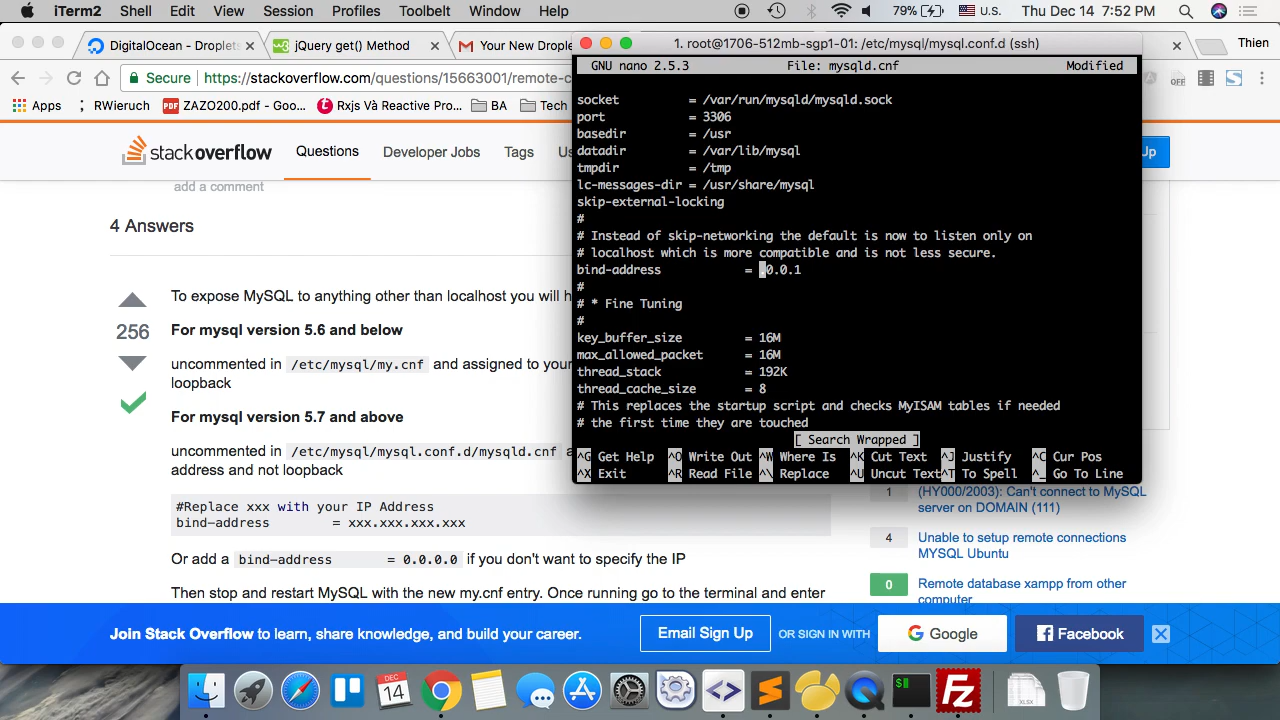 iTerm2 Shell Edit View Session Profiles Toolbelt Window Help 79% U.S. Thu Dec 14 7:52 PM
DigitalOcean - Droplets jQuery get() Method Your New Drople Thien
Secure https://stackoverflow.com/questions/15663001/remote-c OFF
Apps RWieruch ZAZO200.pdf - Goo... Rxjs Và Reactive Pro BA Tech
stackoverflow Questions Developer Jobs Tags Us Up
add a comment
4 Answers
To expose MySQL to anything other than localhost you will h
256
For mysql version 5.6 and below
uncommented in /etc/mysql/my.cnf and assigned to your
loopback
For mysql version 5.7 and above
uncommented in /etc/mysql/mysql.conf.d/mysqld.cnf a
address and not loopback
#Replace xxx with your IP Address
bind-address = xxx.xxx.xxx.xxx
Or add a bind-address = 0.0.0.0 if you don't want to specify the IP
Then stop and restart MySQL with the new my.cnf entry. Once running go to the terminal and enter
1. root@1706-512mb-sgp1-01: /etc/mysql/mysql.conf.d (ssh)
GNU nano 2.5.3 File: mysqld.cnf Modified
socket = /var/run/mysqld/mysqld.sock
port = 3306
basedir = /usr
datadir = /var/lib/mysql
tmpdir = /tmp
lc-messages-dir = /usr/share/mysql
skip-external-locking
#
# Instead of skip-networking the default is now to listen only on
# localhost which is more compatible and is not less secure.
bind-address = .0.0.1
#
# * Fine Tuning
#
key_buffer_size = 16M
max_allowed_packet = 16M
thread_stack = 192K
thread_cache_size = 8
# This replaces the startup script and checks MyISAM tables if needed
# the first time they are touched
[ Search Wrapped ]
^G Get Help ^O Write Out ^W Where Is ^K Cut Text ^J Justify ^C Cur Pos
^X Exit ^R Read File ^\ Replace ^U Uncut Text ^T To Spell ^_ Go To Line
1 (HY000/2003): Can't connect to MySQL
server on DOMAIN (111)
4 Unable to setup remote connections
MYSQL Ubuntu
0 Remote database xampp from other
computer
Join Stack Overflow to learn, share knowledge, and build your career. Email Sign Up OR SIGN IN WITH Google Facebook
DEC
14
$
Fz
XLSX